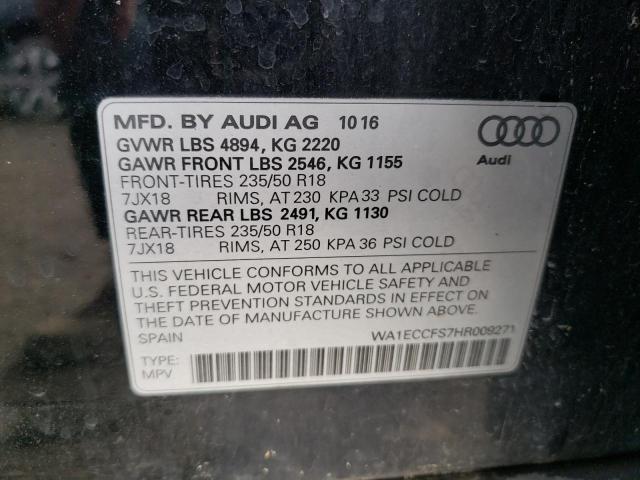 MFD. BY AUDI AG 10 16
GVWR LBS 4894, KG 2220
GAWR FRONT LBS 2546, KG 1155
FRONT-TIRES 235/50 R18
7JX18 RIMS, AT 230 KPA 33 PSI COLD
GAWR REAR LBS 2491, KG 1130
REAR-TIRES 235/50 R18
7JX18 RIMS, AT 250 KPA 36 PSI COLD
Audi
THIS VEHICLE CONFORMS TO ALL APPLICABLE
U.S. FEDERAL MOTOR VEHICLE SAFETY AND
THEFT PREVENTION STANDARDS IN EFFECT ON
THE DATE OF MANUFACTURE SHOWN ABOVE.
SPAIN WA1ECCFS7HR009271
TYPE:
MPV